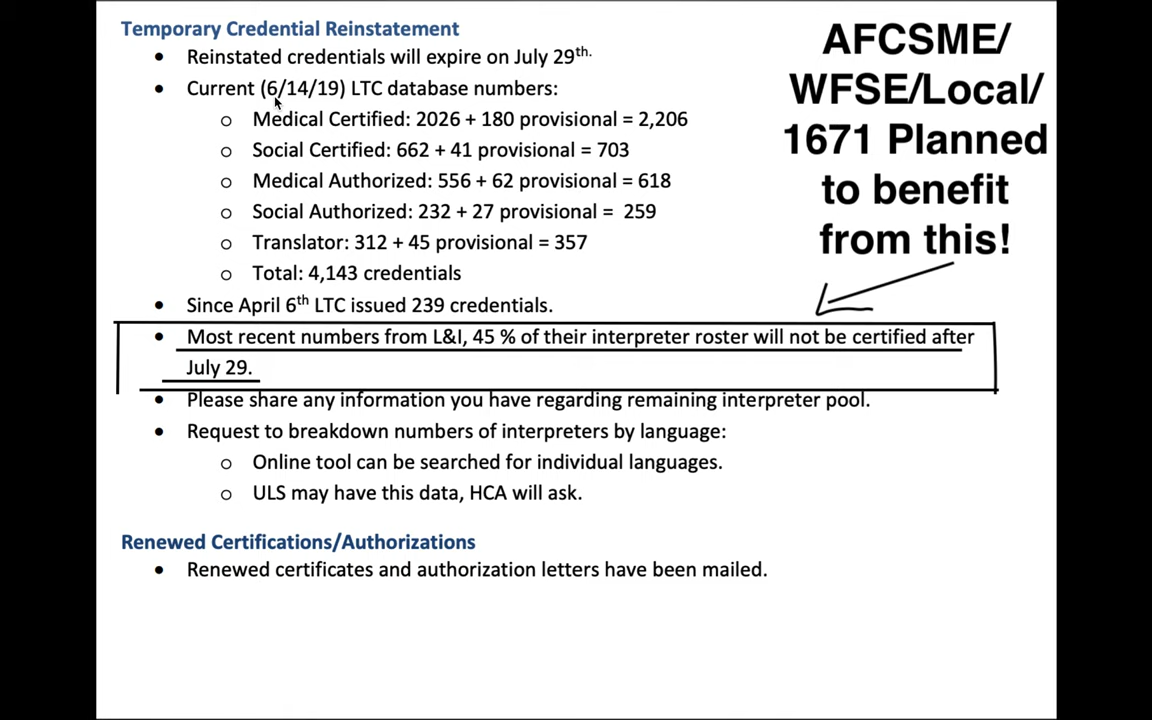 Temporary Credential Reinstatement
• Reinstated credentials will expire on July 29th.
• Current (6/14/19) LTC database numbers:
o Medical Certified: 2026 + 180 provisional = 2,206
o Social Certified: 662 + 41 provisional = 703
o Medical Authorized: 556 + 62 provisional = 618
o Social Authorized: 232 + 27 provisional = 259
o Translator: 312 + 45 provisional = 357
o Total: 4,143 credentials
• Since April 6th LTC issued 239 credentials.
• Most recent numbers from L&I, 45 % of their interpreter roster will not be certified after
July 29.
• Please share any information you have regarding remaining interpreter pool.
• Request to breakdown numbers of interpreters by language:
o Online tool can be searched for individual languages.
o ULS may have this data, HCA will ask.
Renewed Certifications/Authorizations
• Renewed certificates and authorization letters have been mailed.
AFCSME/
WFSE/Local/
1671 Planned
to benefit
from this!